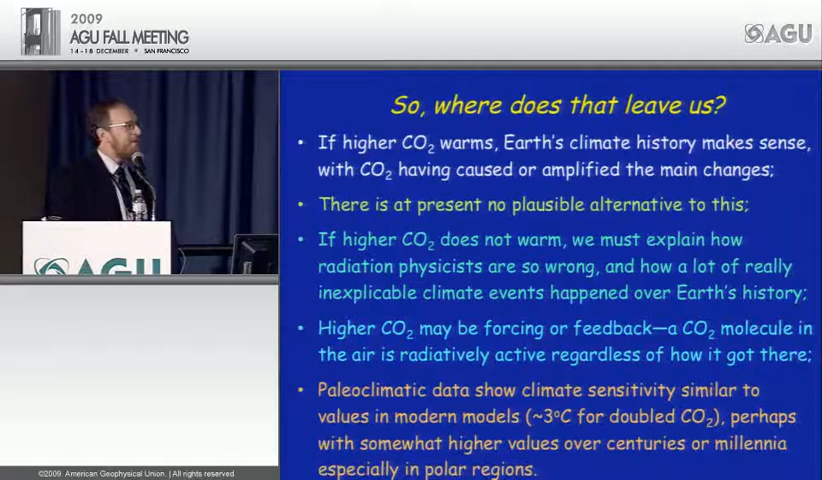 2009
AGU FALL MEETING
14 - 18 DECEMBER • SAN FRANCISCO
AGU
So, where does that leave us?
• If higher CO₂ warms, Earth's climate history makes sense,
with CO₂ having caused or amplified the main changes;
• There is at present no plausible alternative to this;
• If higher CO₂ does not warm, we must explain how
radiation physicists are so wrong, and how a lot of really
inexplicable climate events happened over Earth's history;
• Higher CO₂ may be forcing or feedback—a CO₂ molecule in
the air is radiatively active regardless of how it got there;
• Paleoclimatic data show climate sensitivity similar to
values in modern models (~3°C for doubled CO₂), perhaps
with somewhat higher values over centuries or millennia
especially in polar regions.
AGU
©2009. American Geophysical Union. | All rights reserved.